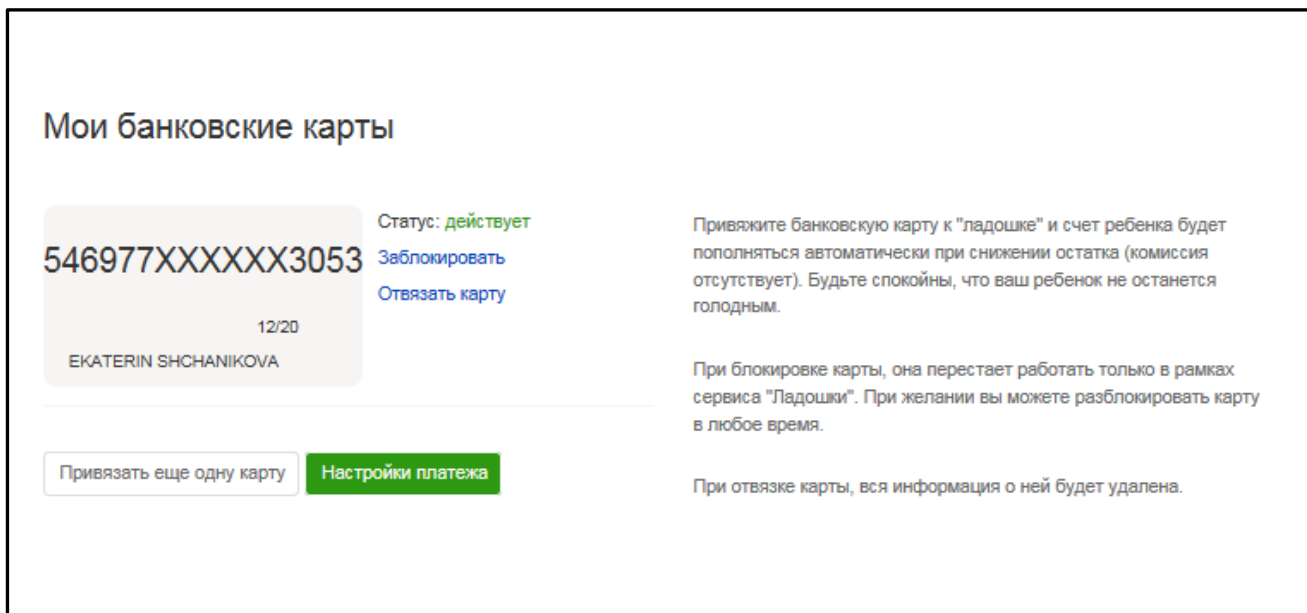 Мои банковские карты
546977XXXXXX3053
12/20
EKATERIN SHCHANIKOVA
Статус: действует
Заблокировать
Отвязать карту
Привязать еще одну карту
Настройки платежа
Привяжите банковскую карту к "ладошке" и счет ребенка будет
пополняться автоматически при снижении остатка (комиссия
отсутствует). Будьте спокойны, что ваш ребенок не останется
голодным.
При блокировке карты, она перестает работать только в рамках
сервиса "Ладошки". При желании вы можете разблокировать карту
в любое время.
При отвязке карты, вся информация о ней будет удалена.